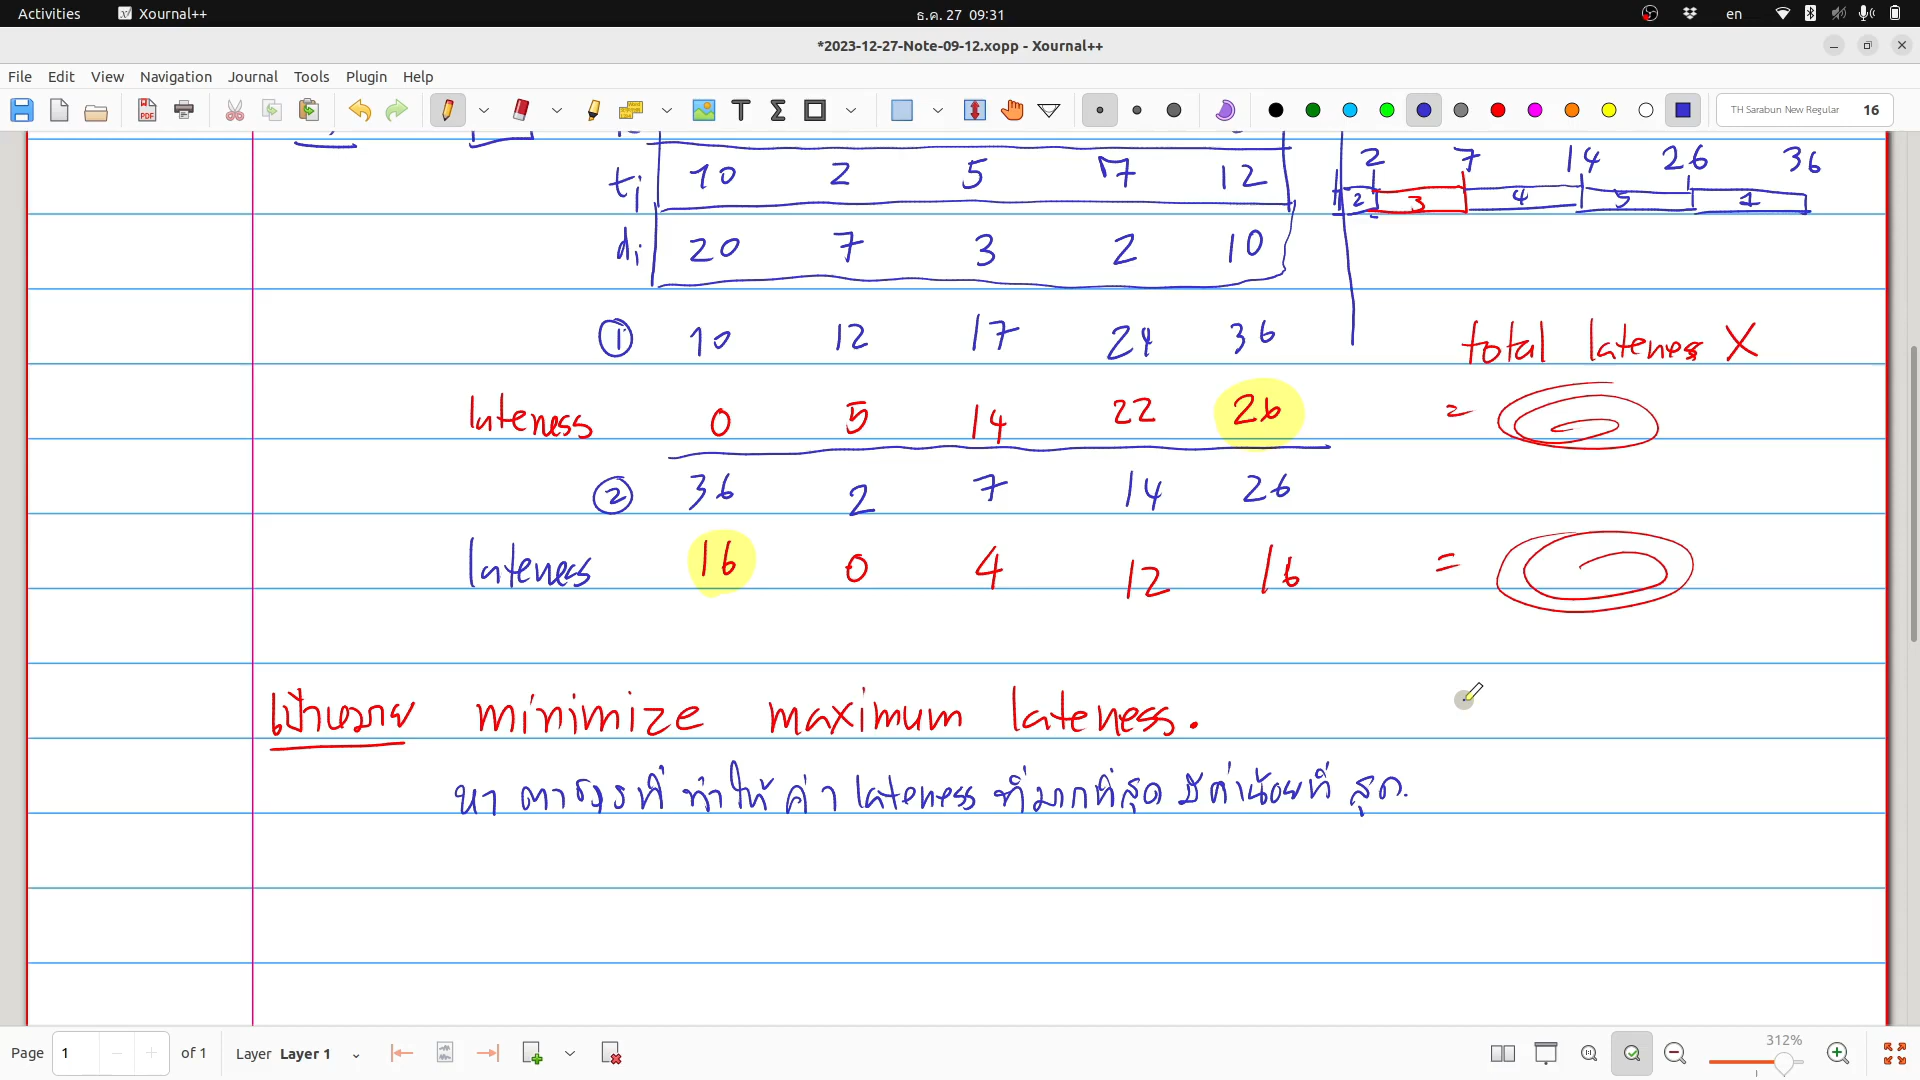 Activities Xournal++ ธ.ค. 27 09:31 en
*2023-12-27-Note-09-12.xopp - Xournal++
File Edit View Navigation Journal Tools Plugin Help
TH Sarabun New Regular 16
ti 10 2 5 7 12
2 7 14 26 36
2 3 4 5 1
di 20 7 3 2 10
① 10 12 17 24 36
total lateness X
lateness 0 5 14 22 26 =
② 36 2 7 14 26
lateness 16 0 4 12 16 =
เป้าหมาย minimize maximum lateness.
หา ตารางที่ ทำให้ ค่า lateness ที่มากที่สุด มีค่าน้อยที่ สุด.
Page 1 of 1 Layer Layer 1 312%